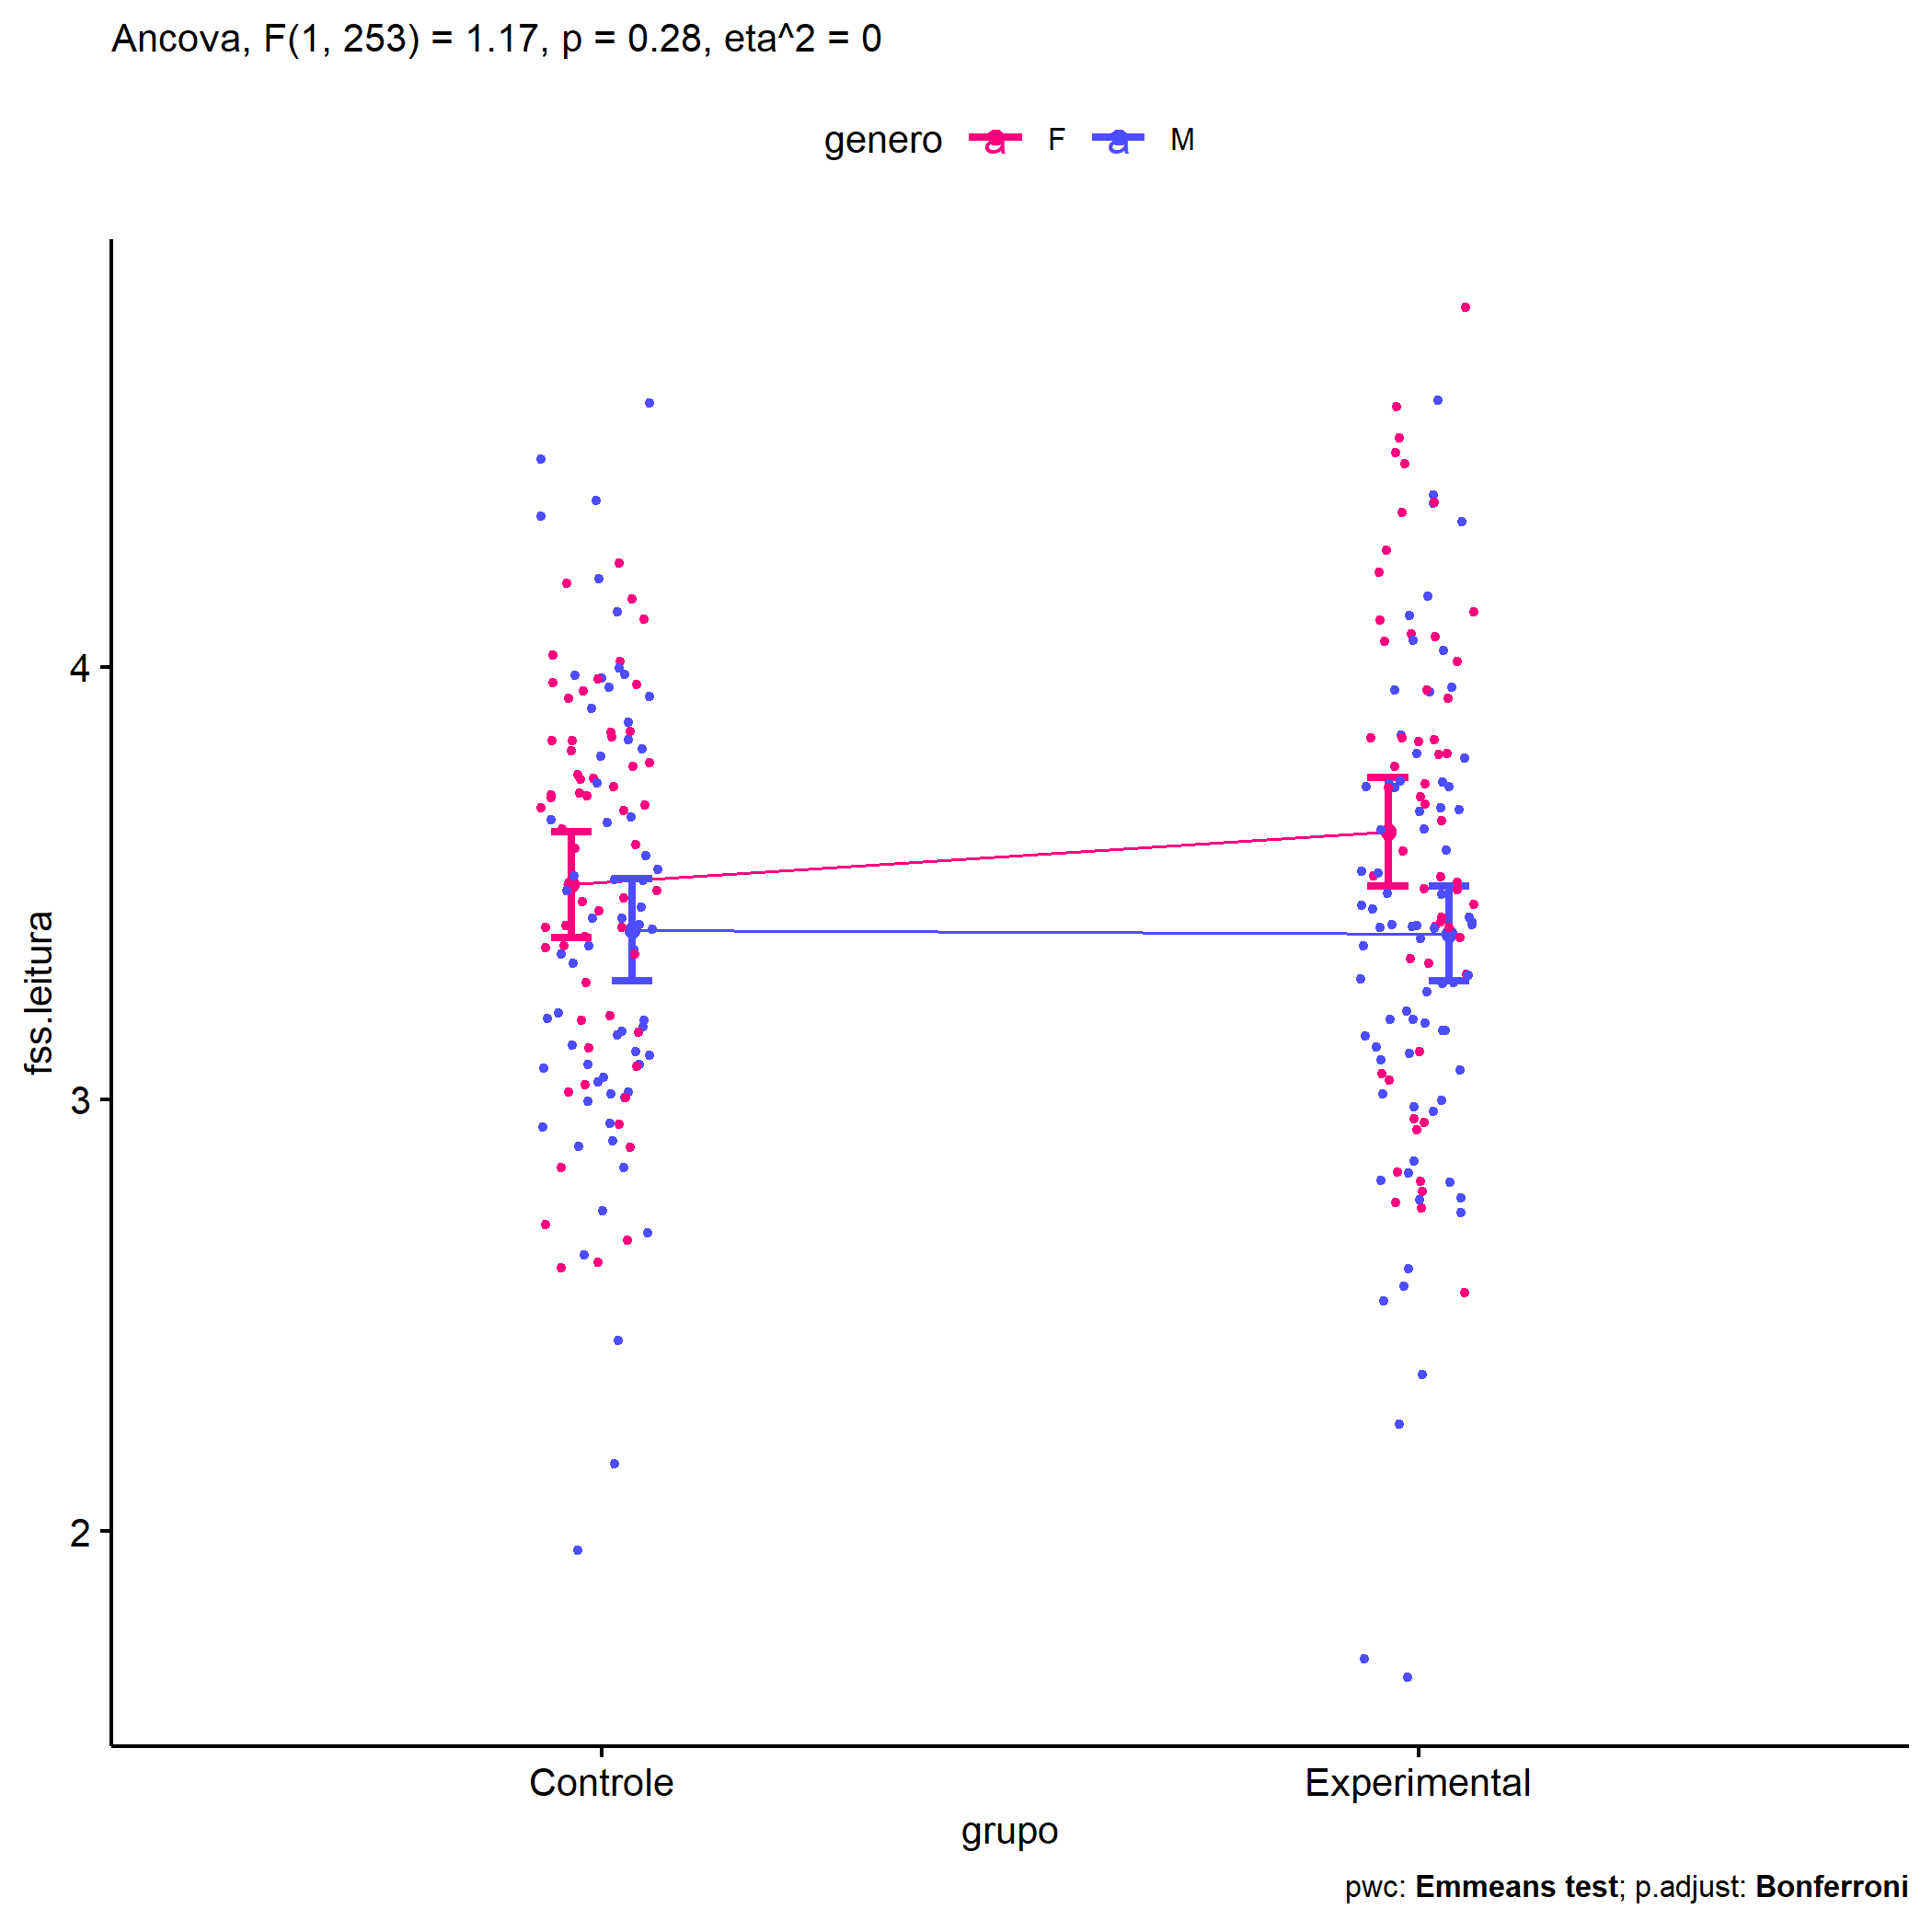 Ancova, F(1, 253) = 1.17, p = 0.28, eta^2 = 0
genero a F a M
4
3
2
fss.leitura
Controle Experimental
grupo
pwc: Emmeans test; p.adjust: Bonferroni